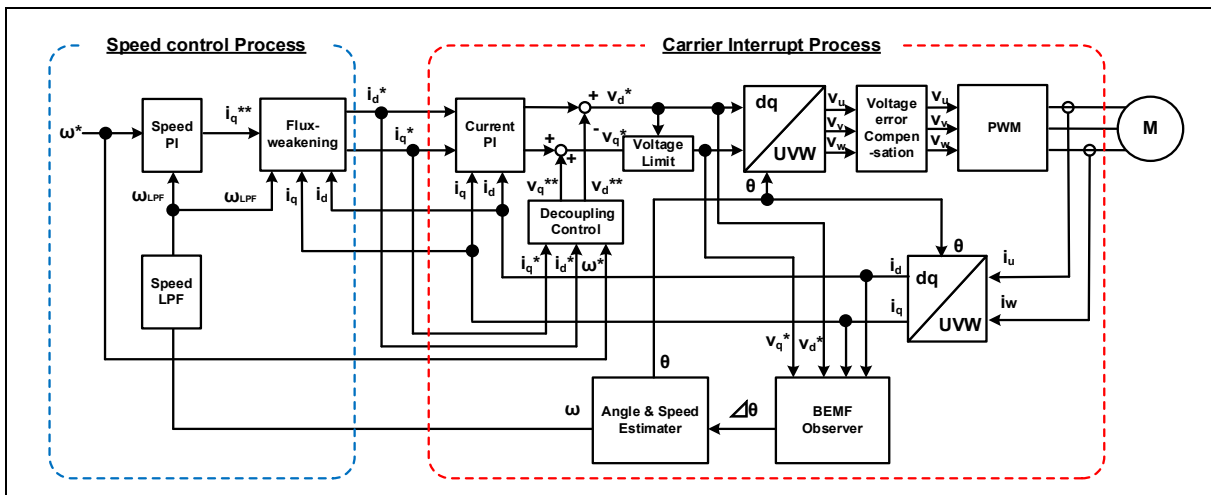 Speed control Process
Carrier Interrupt Process
ω*
Speed
PI
iq**
Flux-
weakening
id*
iq*
Current
PI
+
-
+
+
vd*
vq*
Voltage
Limit
dq
UVW
vu
vv
vw
Voltage
error
Compen
-sation
vu
vv
vw
PWM
M
ωLPF
ωLPF
iq
id
iq
id
vq**
vd**
Decoupling
Control
iq*
id*
ω*
θ
θ
Speed
LPF
id
iq
dq
UVW
iu
iw
vq*
vd*
θ
ω
Angle & Speed
Estimater
⊿θ
BEMF
Observer